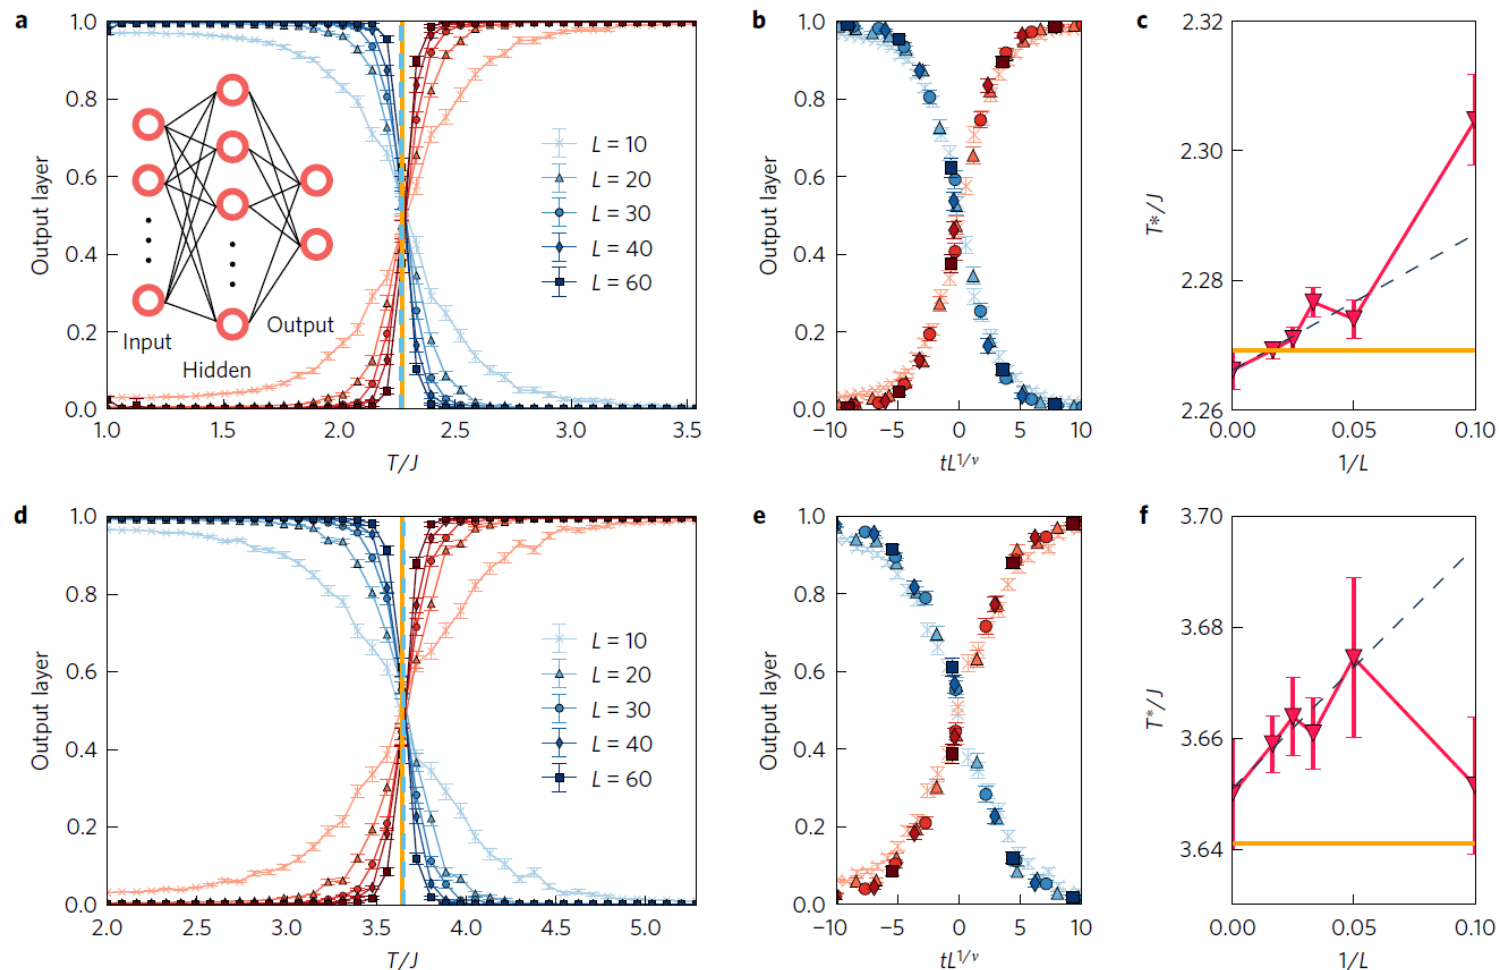 a
1.0
0.8
0.6
0.4
0.2
0.0
Output layer
Input
Hidden
Output
L = 10
L = 20
L = 30
L = 40
L = 60
1.0
1.5
2.0
2.5
3.0
3.5
T/J
b
1.0
0.8
0.6
0.4
0.2
0.0
Output layer
−10
−5
0
5
10
tL^{1/ν}
c
2.32
2.30
2.28
2.26
T*/J
0.00
0.05
0.10
1/L
d
1.0
0.8
0.6
0.4
0.2
0.0
Output layer
L = 10
L = 20
L = 30
L = 40
L = 60
2.0
2.5
3.0
3.5
4.0
4.5
5.0
T/J
e
1.0
0.8
0.6
0.4
0.2
0.0
Output layer
−10
−5
0
5
10
tL^{1/ν}
f
3.70
3.68
3.66
3.64
T*/J
0.00
0.05
0.10
1/L